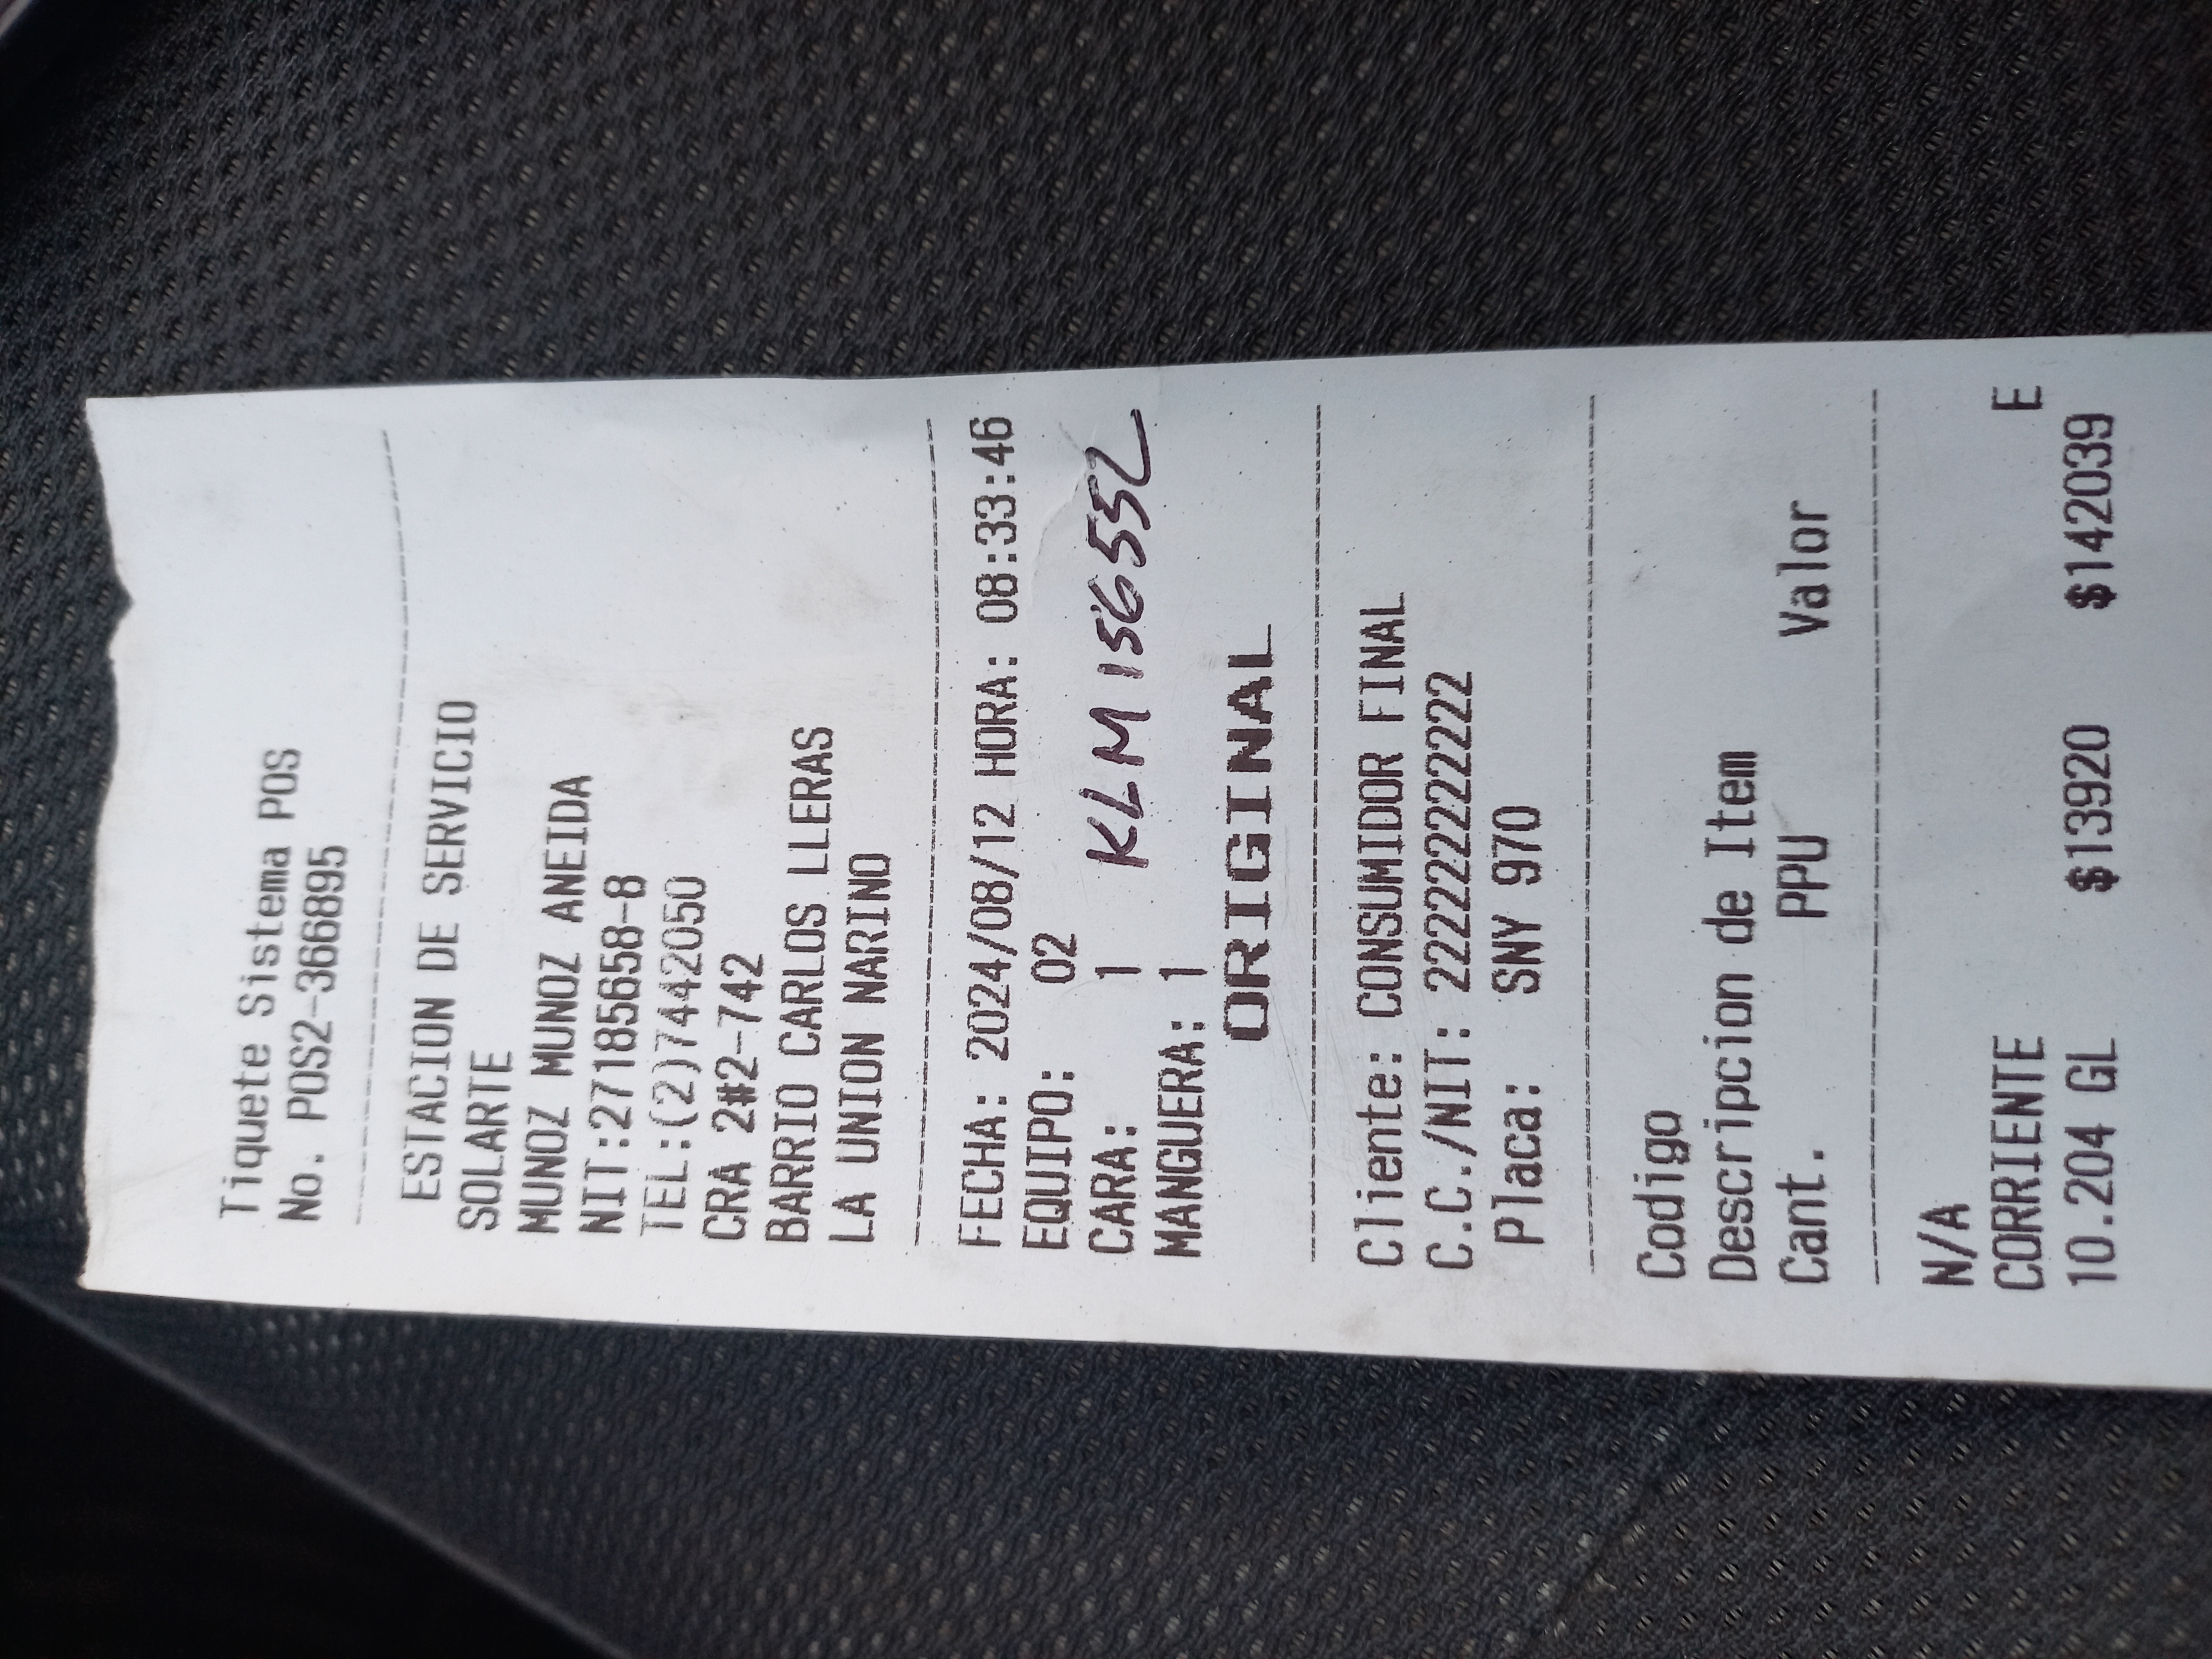 Tiquete Sistema POS
No. POS2-366895
ESTACION DE SERVICIO
SOLARTE
MUNOZ MUNOZ ANEIDA
NIT:27185658-8
TEL:(2)7442050
CRA 2#2-742
BARRIO CARLOS LLERAS
LA UNION NARINO
FECHA: 2024/08/12 HORA: 08:33:46
EQUIPO: 02
CARA: 1 KLM 156552
MANGUERA: 1
ORIGINAL
Cliente: CONSUMIDOR FINAL
C.C./NIT: 222222222222
Placa: SNY 970
Codigo
Descripcion de Item
Cant. PPU Valor
N/A
CORRIENTE E
10.204 GL $13920 $142039